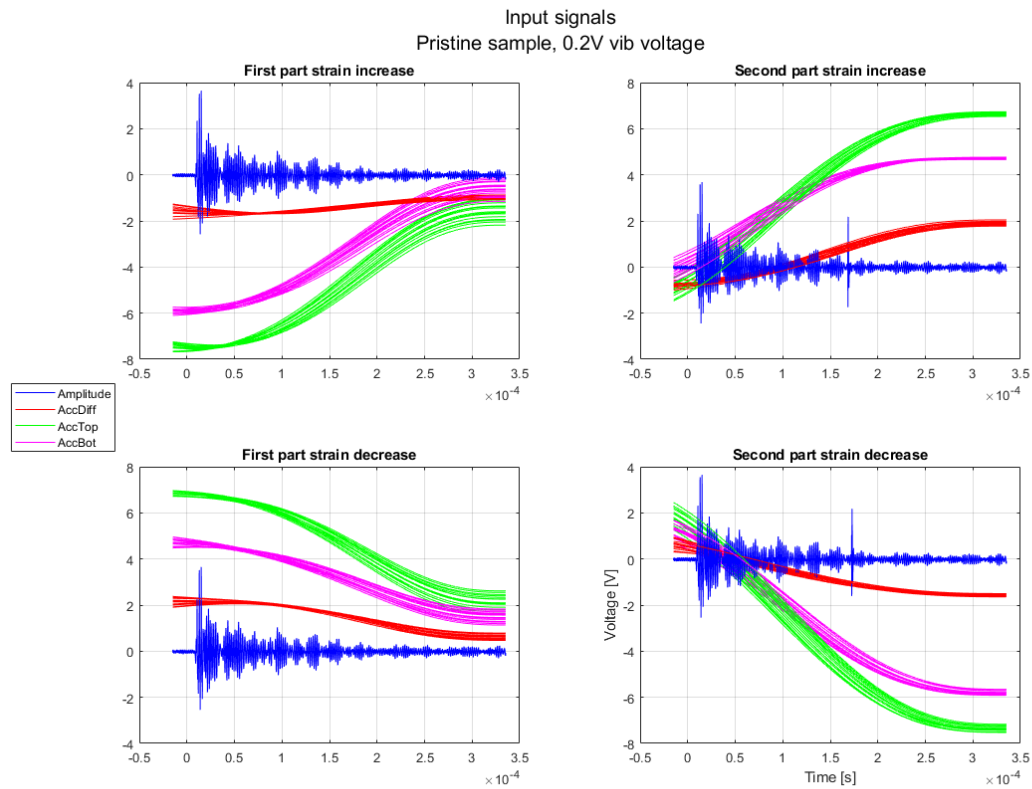 Input signals
Pristine sample, 0.2V vib voltage
First part strain increase
4
2
0
-2
-4
-6
-8
-0.5 0 0.5 1 1.5 2 2.5 3 3.5
×10-4
Second part strain increase
8
6
4
2
0
-2
-4
-0.5 0 0.5 1 1.5 2 2.5 3 3.5
×10-4
Amplitude
AccDiff
AccTop
AccBot
First part strain decrease
8
6
4
2
0
-2
-4
-0.5 0 0.5 1 1.5 2 2.5 3 3.5
×10-4
Second part strain decrease
Voltage [V]
4
2
0
-2
-4
-6
-8
-0.5 0 0.5 1 1.5 2 2.5 3 3.5
Time [s]
×10-4